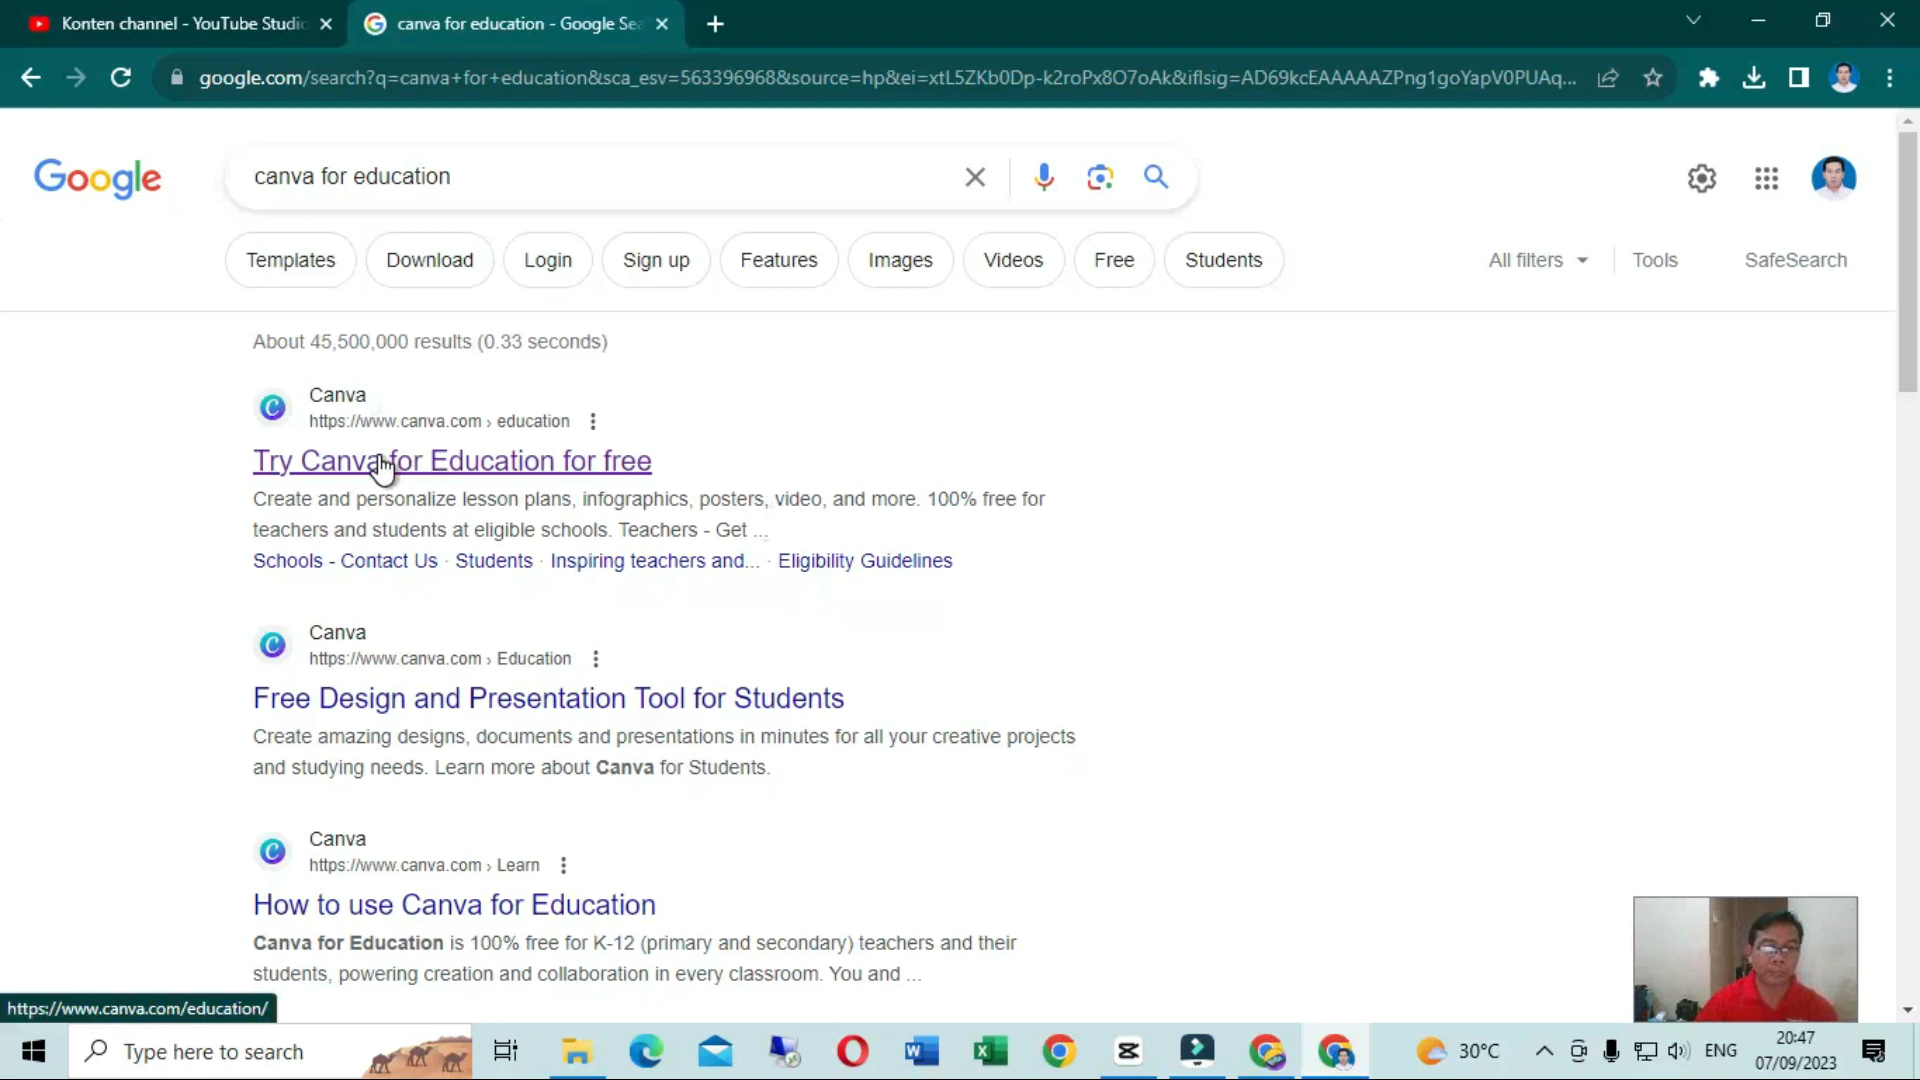 Konten channel - YouTube Studio
canva for education - Google Sea
google.com/search?q=canva+for+education&sca_esv=563396968&source=hp&ei=xtL5ZKb0Dp-k2roPx8O7oAk&iflsig=AD69kcEAAAAAZPng1goYapV0PUAq...
Google
canva for education
Templates
Download
Login
Sign up
Features
Images
Videos
Free
Students
All filters
Tools
SafeSearch
About 45,500,000 results (0.33 seconds)
Canva
https://www.canva.com › education
Try Canva for Education for free
Create and personalize lesson plans, infographics, posters, video, and more. 100% free for
teachers and students at eligible schools. Teachers - Get ...
Schools - Contact Us · Students · Inspiring teachers and... · Eligibility Guidelines
Canva
https://www.canva.com › Education
Free Design and Presentation Tool for Students
Create amazing designs, documents and presentations in minutes for all your creative projects
and studying needs. Learn more about Canva for Students.
Canva
https://www.canva.com › Learn
How to use Canva for Education
Canva for Education is 100% free for K-12 (primary and secondary) teachers and their
students, powering creation and collaboration in every classroom. You and ...
https://www.canva.com/education/
Type here to search
30°C
ENG
20:47
07/09/2023